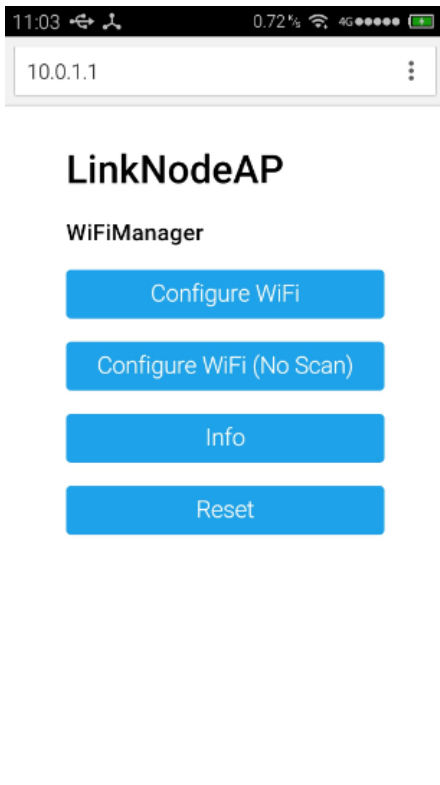 11:03 0.72 K/s 4G
10.0.1.1
LinkNodeAP
WiFiManager
Configure WiFi
Configure WiFi (No Scan)
Info
Reset